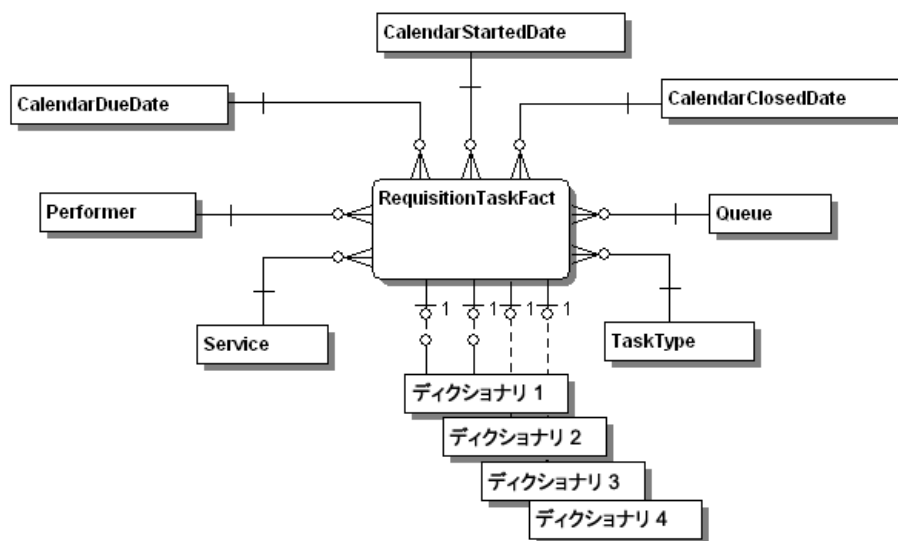 CalendarStartedDate
CalendarDueDate
CalendarClosedDate
RequisitionTaskFact
Performer
Queue
Service
TaskType
1 1 1 1
ディクショナリ 1
ディクショナリ 2
ディクショナリ 3
ディクショナリ 4